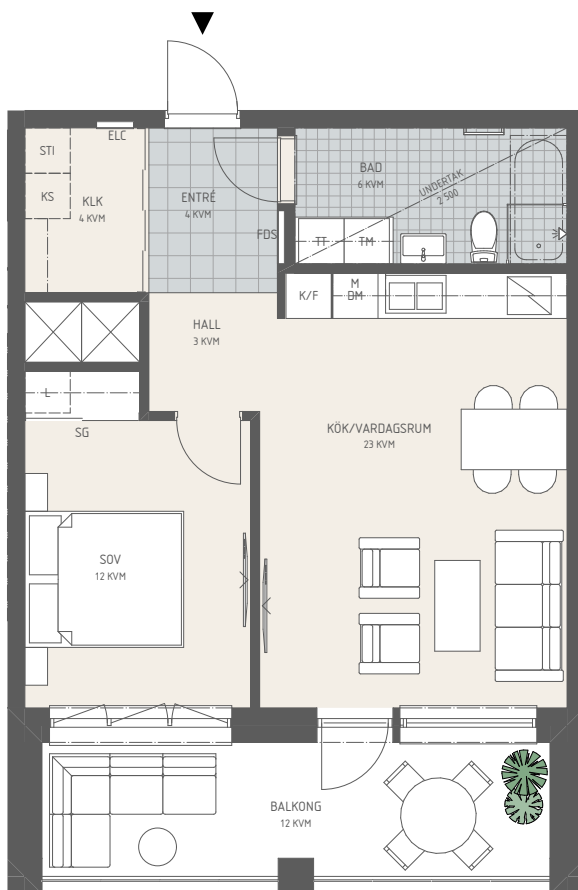 ELC
STI
KS
KLK
4 KVM
ENTRÉ
4 KVM
FDS
BAD
6 KVM
UNDERTAK
2 500
TT
TM
K/F
M
DM
HALL
3 KVM
L
SG
KÖK/VARDAGSRUM
23 KVM
SOV
12 KVM
BALKONG
12 KVM